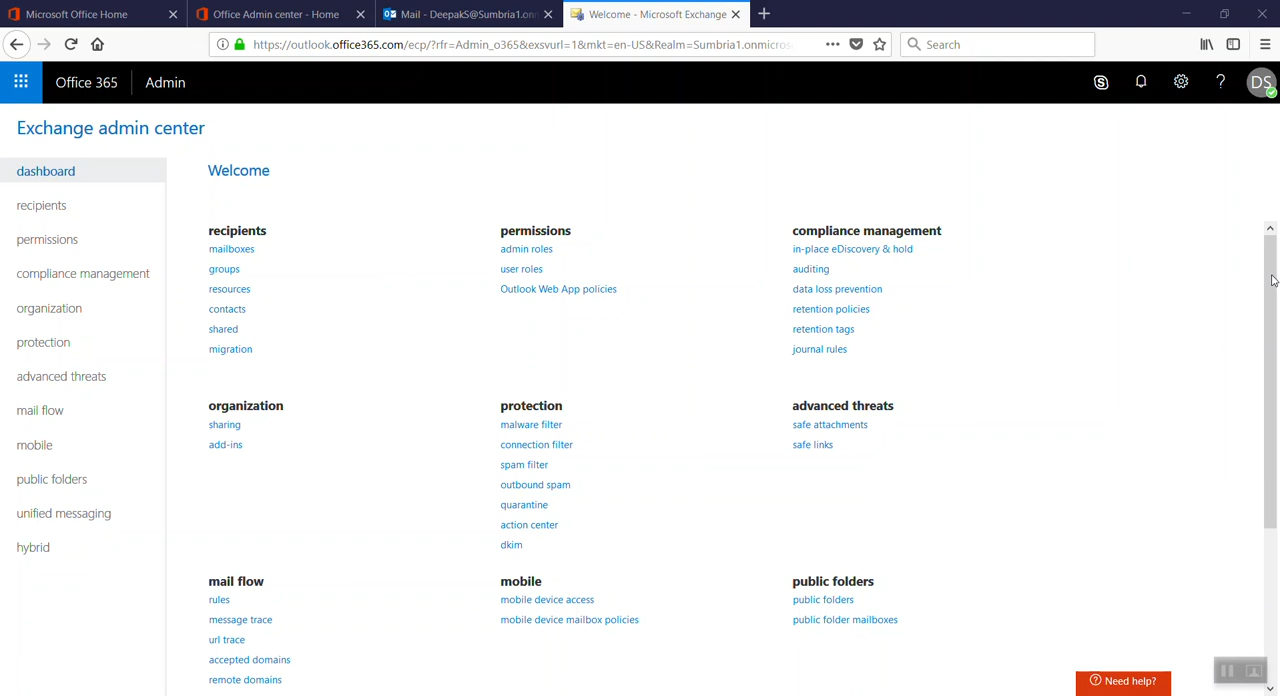 Microsoft Office Home
Office Admin center - Home
Mail - DeepakS@Sumbria1.onm
Welcome - Microsoft Exchange
https://outlook.office365.com/ecp/?rfr=Admin_o365&exsvurl=1&mkt=en-US&Realm=Sumbria1.onmicros
Search
Office 365
Admin
DS
Exchange admin center
dashboard
recipients
permissions
compliance management
organization
protection
advanced threats
mail flow
mobile
public folders
unified messaging
hybrid
Welcome
recipients
mailboxes
groups
resources
contacts
shared
migration
permissions
admin roles
user roles
Outlook Web App policies
compliance management
in-place eDiscovery & hold
auditing
data loss prevention
retention policies
retention tags
journal rules
organization
sharing
add-ins
protection
malware filter
connection filter
spam filter
outbound spam
quarantine
action center
dkim
advanced threats
safe attachments
safe links
mail flow
rules
message trace
url trace
accepted domains
remote domains
mobile
mobile device access
mobile device mailbox policies
public folders
public folders
public folder mailboxes
Need help?